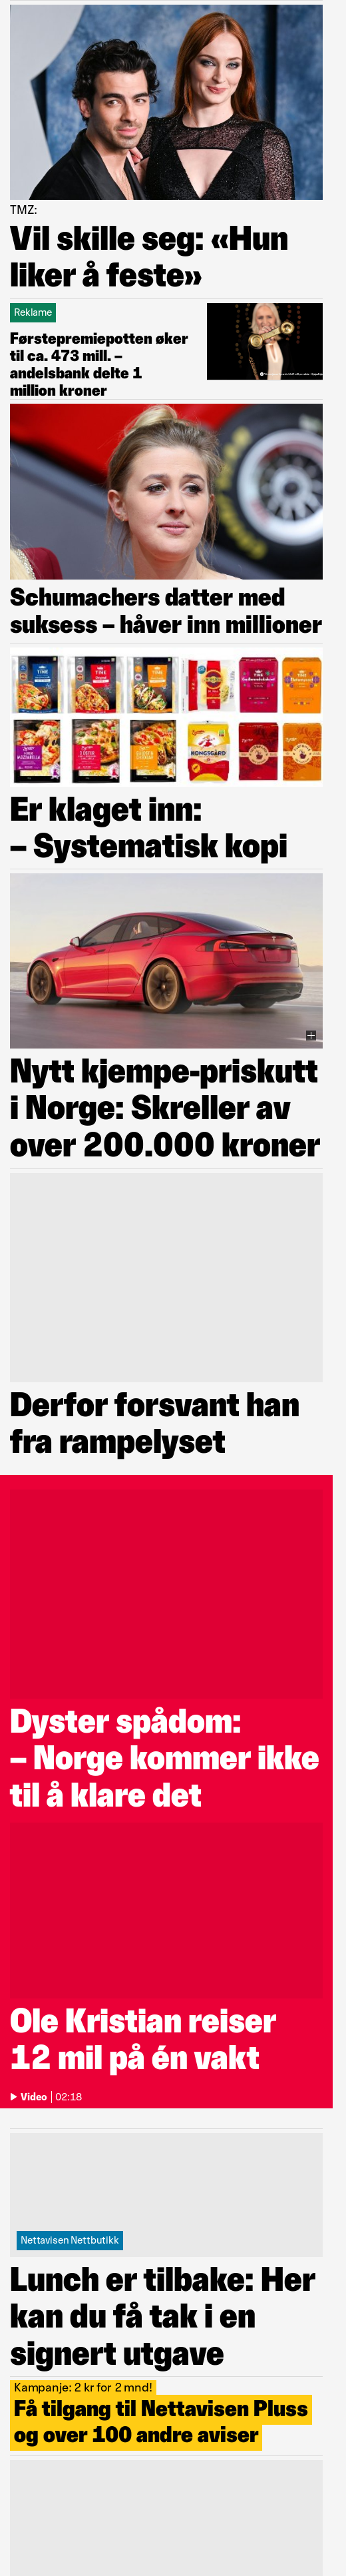 TMZ:
Vil skille seg: «Hun
liker å feste»
Reklame
Førstepremiepotten øker
til ca. 473 mill. –
andelsbank delte 1
million kroner
Schumachers datter med
suksess – håver inn millioner
Er klaget inn:
– Systematisk kopi
Nytt kjempe-priskutt
i Norge: Skreller av
over 200.000 kroner
Derfor forsvant han
fra rampelyset
Dyster spådom:
– Norge kommer ikke
til å klare det
Ole Kristian reiser
12 mil på én vakt
Video
02:18
Nettavisen Nettbutikk
Lunch er tilbake: Her
kan du få tak i en
signert utgave
Kampanje: 2 kr for 2 mnd!
Få tilgang til Nettavisen Pluss
og over 100 andre aviser